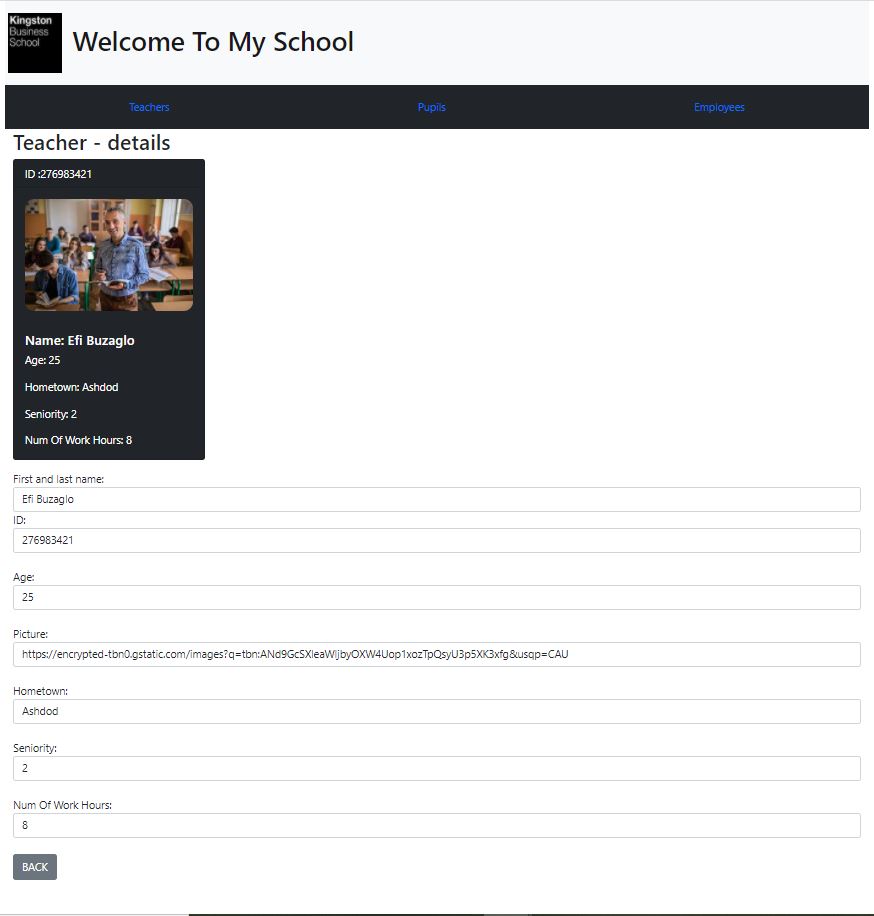 Kingston
Business
School
Welcome To My School
Teachers Pupils Employees
Teacher - details
ID :276983421
Name: Efi Buzaglo
Age: 25
Hometown: Ashdod
Seniority: 2
Num Of Work Hours: 8
First and last name:
Efi Buzaglo
ID:
276983421
Age:
25
Picture:
https://encrypted-tbn0.gstatic.com/images?q=tbn:ANd9GcSXIeaWljbyOXW4Uop1xozTpQsyU3p5XK3xfg&usqp=CAU
Hometown:
Ashdod
Seniority:
2
Num Of Work Hours:
8
BACK